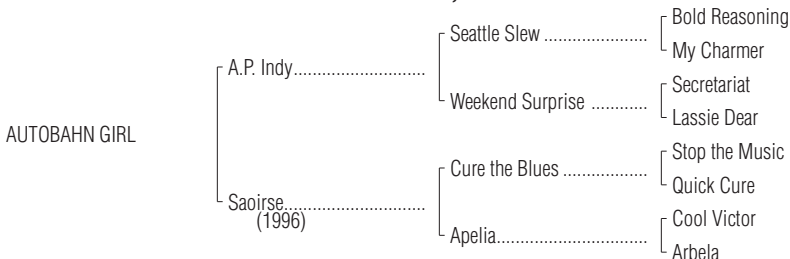 Bold Reasoning
Seattle Slew ......................
My Charmer
A.P. Indy............................
Secretariat
Weekend Surprise ............
Lassie Dear
AUTOBAHN GIRL
Stop the Music
Cure the Blues ..................
Quick Cure
Saoirse..............................
(1996)
Cool Victor
Apelia................................
Arbela